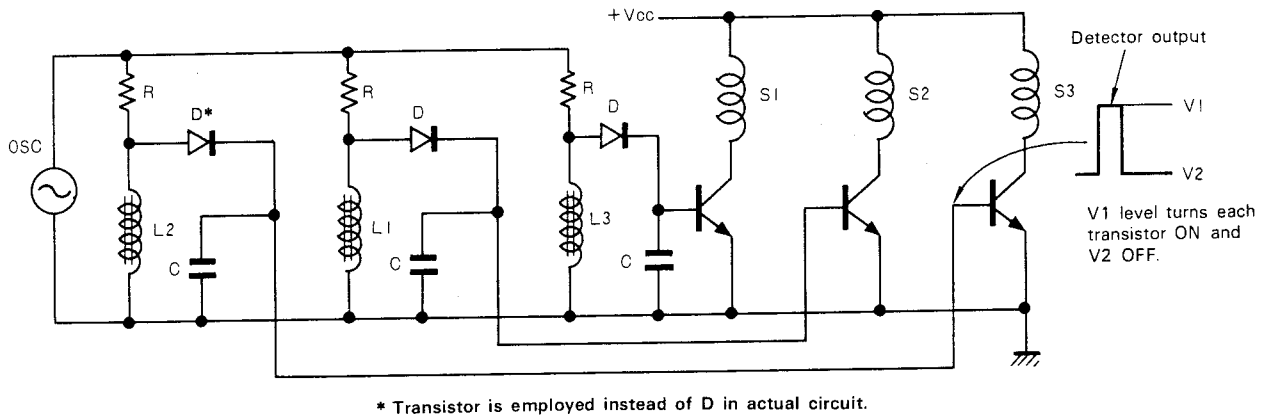 +Vcc
Detector output
R
R
R
S1
S2
S3
D*
D
D
V1
OSC
V2
L2
L1
L3
C
C
C
V1 level turns each
transistor ON and
V2 OFF.
* Transistor is employed instead of D in actual circuit.